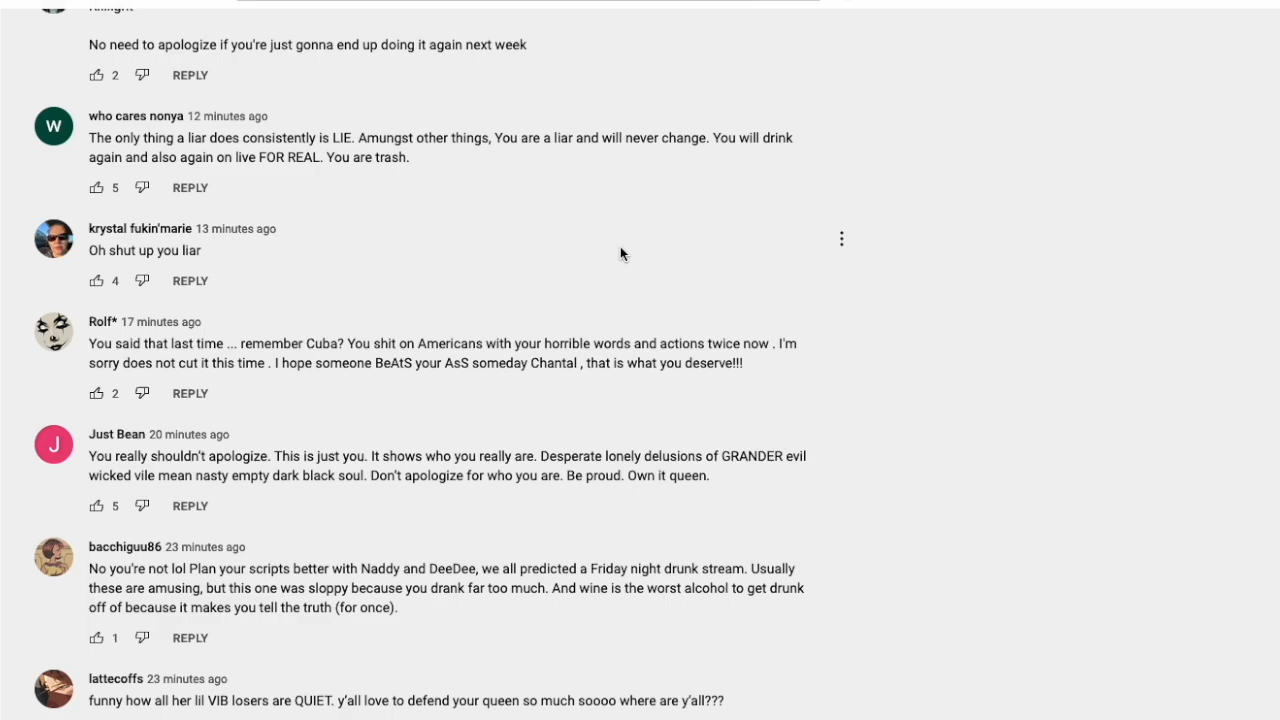 No need to apologize if you're just gonna end up doing it again next week
2 REPLY
W
who cares nonya 12 minutes ago
The only thing a liar does consistently is LIE. Amungst other things, You are a liar and will never change. You will drink
again and also again on live FOR REAL. You are trash.
5 REPLY
krystal fukin'marie 13 minutes ago
Oh shut up you liar
4 REPLY
Rolf* 17 minutes ago
You said that last time ... remember Cuba? You shit on Americans with your horrible words and actions twice now . I'm
sorry does not cut it this time . I hope someone BeAtS your AsS someday Chantal , that is what you deserve!!!
2 REPLY
J
Just Bean 20 minutes ago
You really shouldn't apologize. This is just you. It shows who you really are. Desperate lonely delusions of GRANDER evil
wicked vile mean nasty empty dark black soul. Don't apologize for who you are. Be proud. Own it queen.
5 REPLY
bacchiguu86 23 minutes ago
No you're not lol Plan your scripts better with Naddy and DeeDee, we all predicted a Friday night drunk stream. Usually
these are amusing, but this one was sloppy because you drank far too much. And wine is the worst alcohol to get drunk
off of because it makes you tell the truth (for once).
1 REPLY
lattecoffs 23 minutes ago
funny how all her lil VIB losers are QUIET. y'all love to defend your queen so much soooo where are y'all???